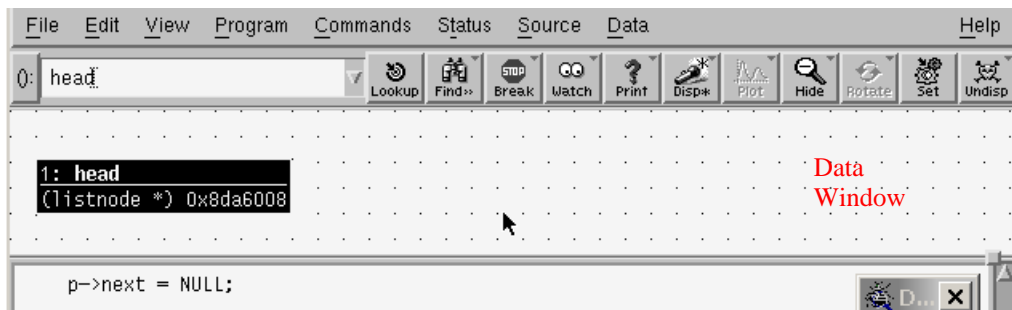 File Edit View Program Commands Status Source Data Help
(): head
Lookup Find» Break Watch Print Disp* Plot Hide Rotate Set Undisp
STOP
1: head
(listnode *) 0x8da6008
Data
Window
p->next = NULL;
D...